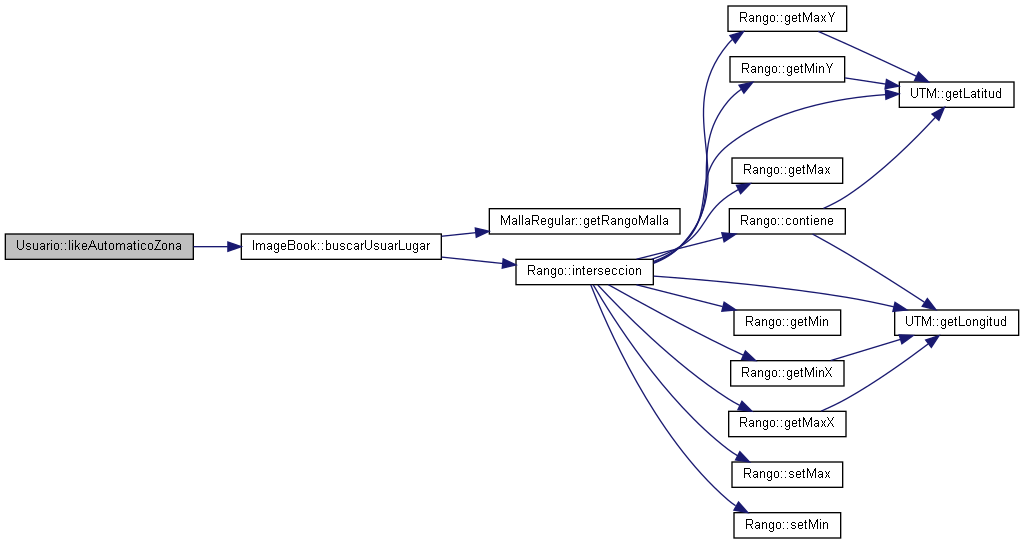 Usuario::likeAutomaticoZona
ImageBook::buscarUsuarLugar
MallaRegular::getRangoMalla
Rango::interseccion
Rango::getMaxY
Rango::getMinY
UTM::getLatitud
Rango::getMax
Rango::contiene
Rango::getMin
UTM::getLongitud
Rango::getMinX
Rango::getMaxX
Rango::setMax
Rango::setMin